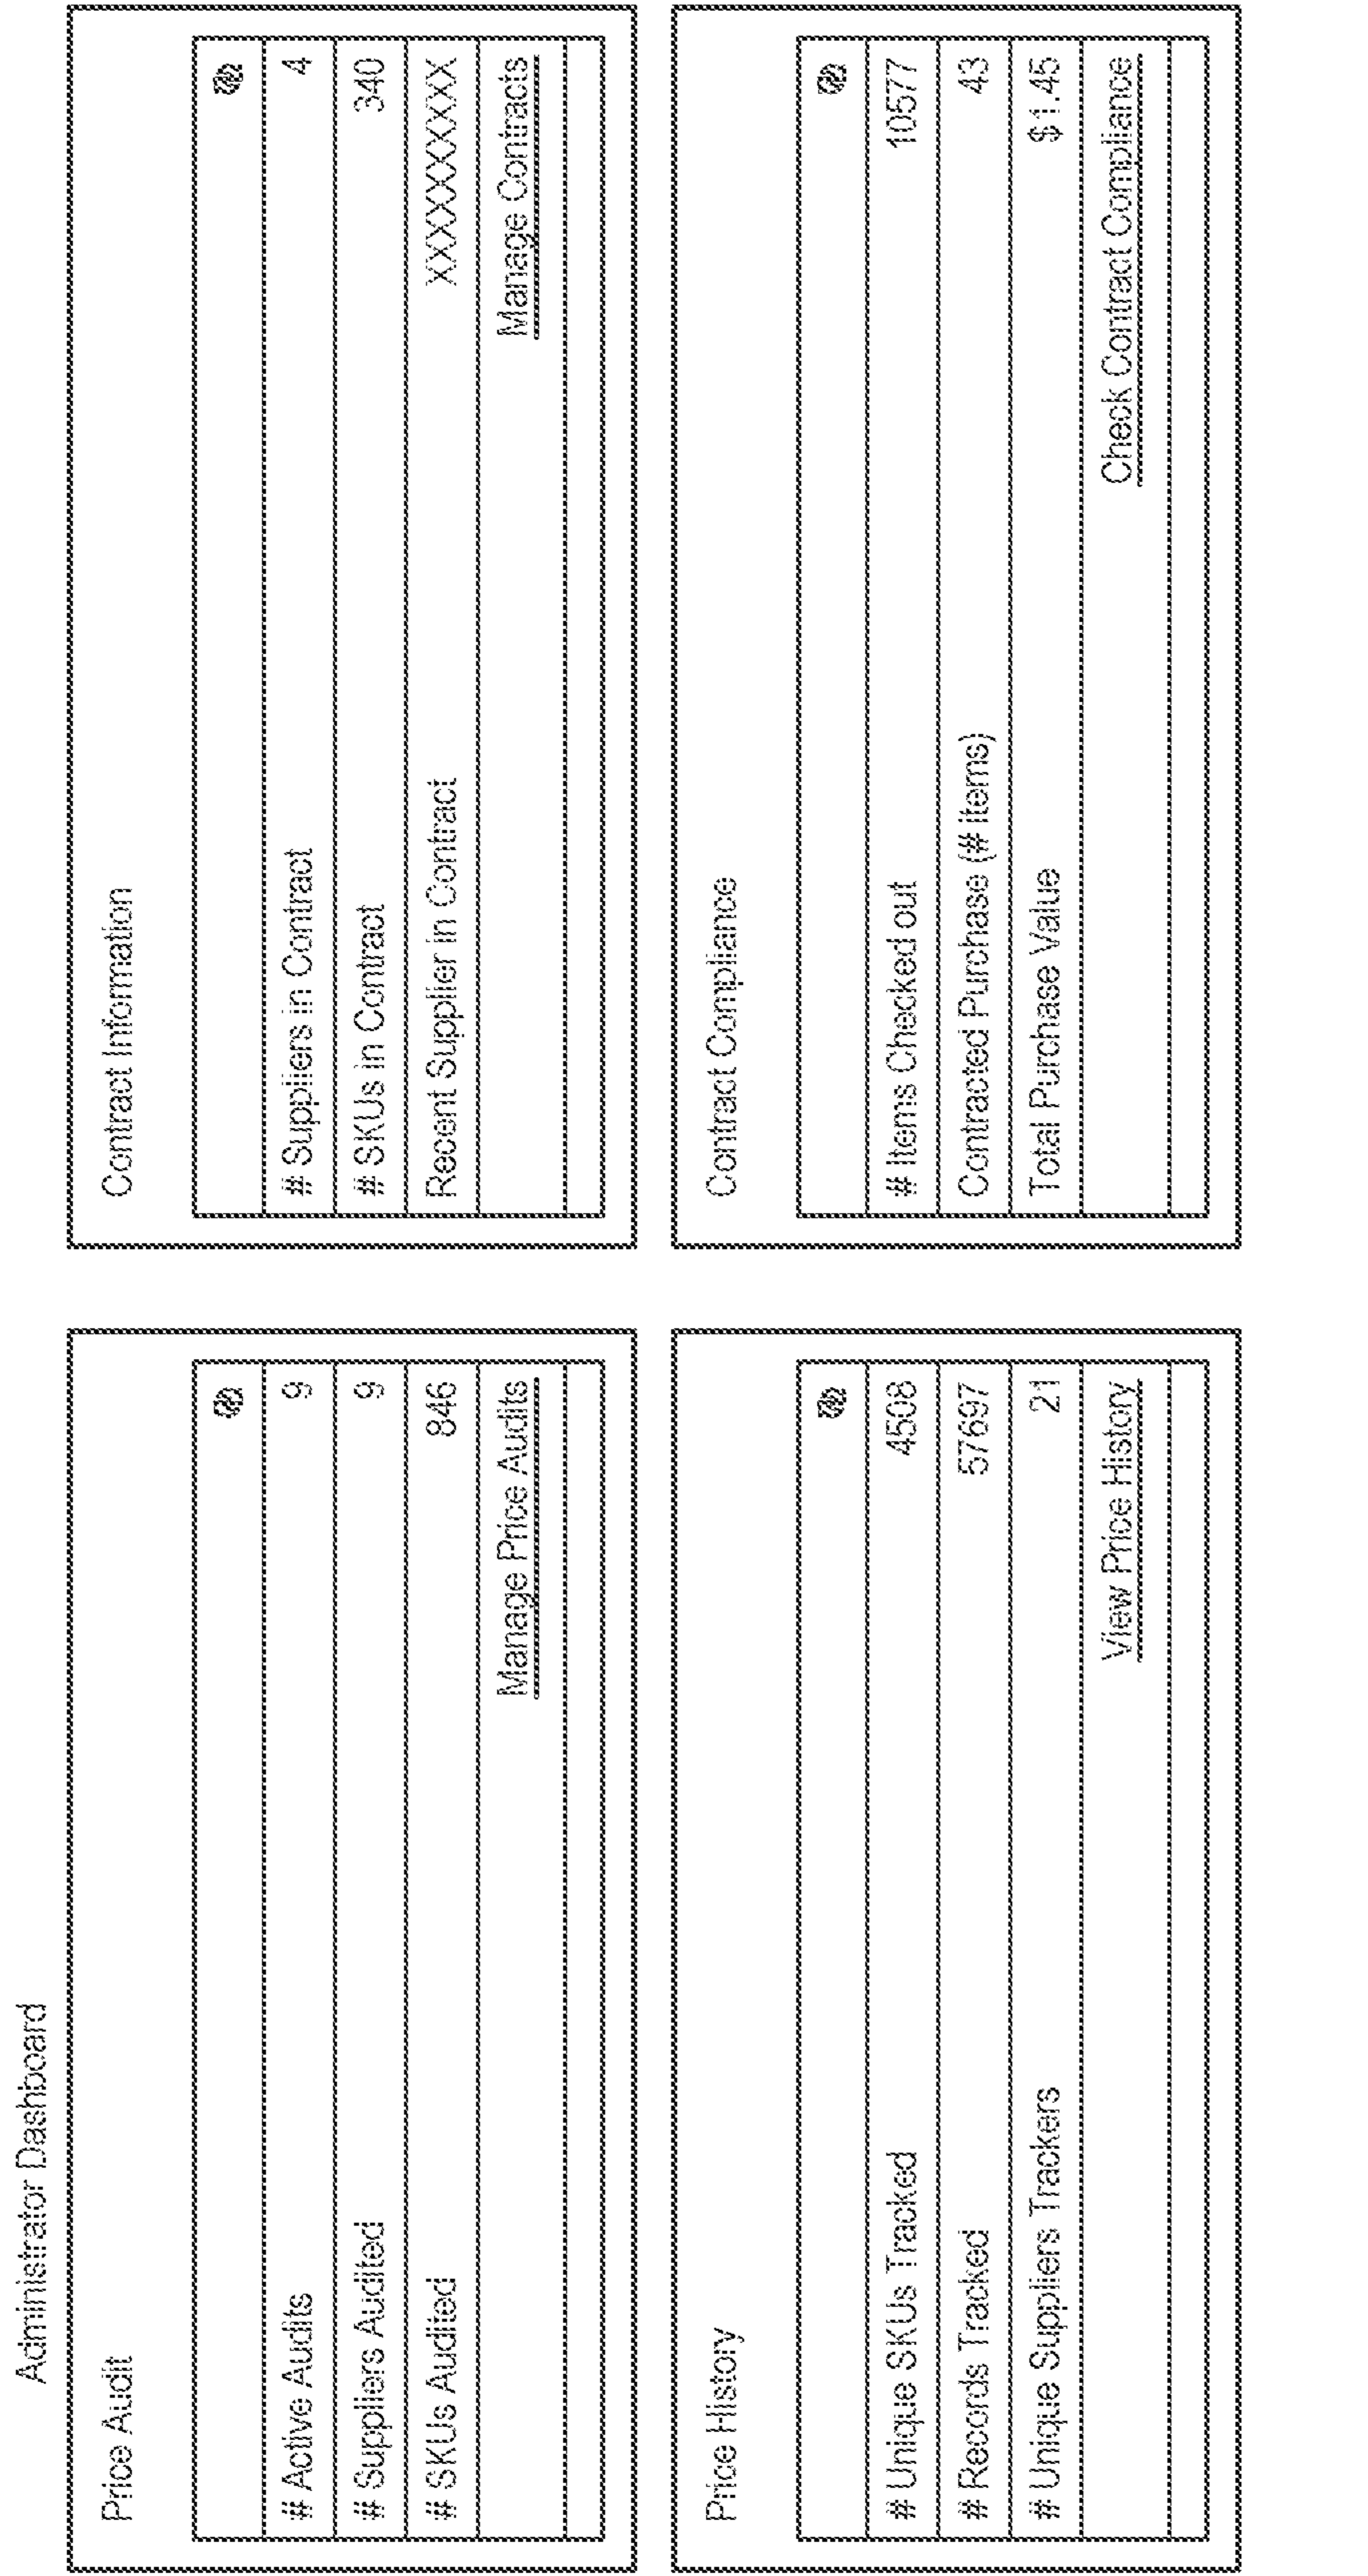 Administrator Dashboard
Price Audit
# Active Audits 9
# Suppliers Audited 9
# SKUs Audited 846
Manage Price Audits
Contract Information
# Suppliers in Contract 4
# SKUs in Contract 340
Recent Supplier in Contract XXXXXXXXX
Manage Contracts
Price History
# Unique SKUs Tracked 4508
# Records Tracked 57697
# Unique Suppliers Trackers 21
View Price History
Contract Compliance
# Items Checked out 10577
Contracted Purchase (# items) 43
Total Purchase Value $1.45
Check Contract Compliance